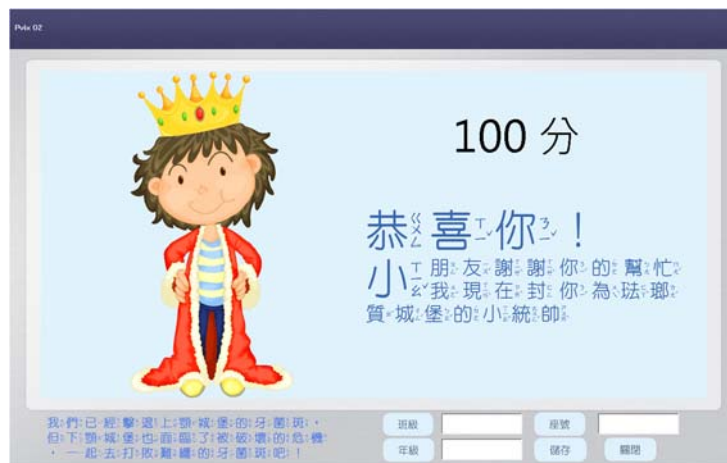 Pvix 02
100 分
恭喜你！
小朋友謝謝你的幫忙
我現在封你為琺瑯
質城堡的小統帥
我們已經擊退上顎城堡的牙菌斑，
但下顎城堡也面臨了被破壞的危機
，一起去打敗難纏的牙菌斑吧！
班級 座號
年級 儲存 關閉